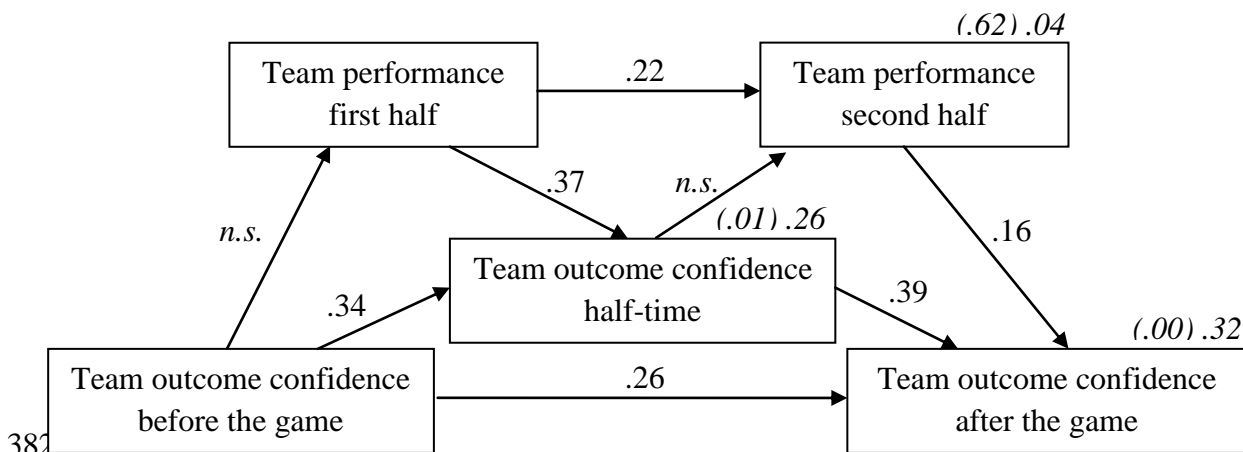 (.62) .04
Team performance
first half
.22
Team performance
second half
.37
n.s.
n.s.
(.01) .26
.16
Team outcome confidence
half-time
.34
.39
(.00) .32
Team outcome confidence
before the game
.26
Team outcome confidence
after the game
382